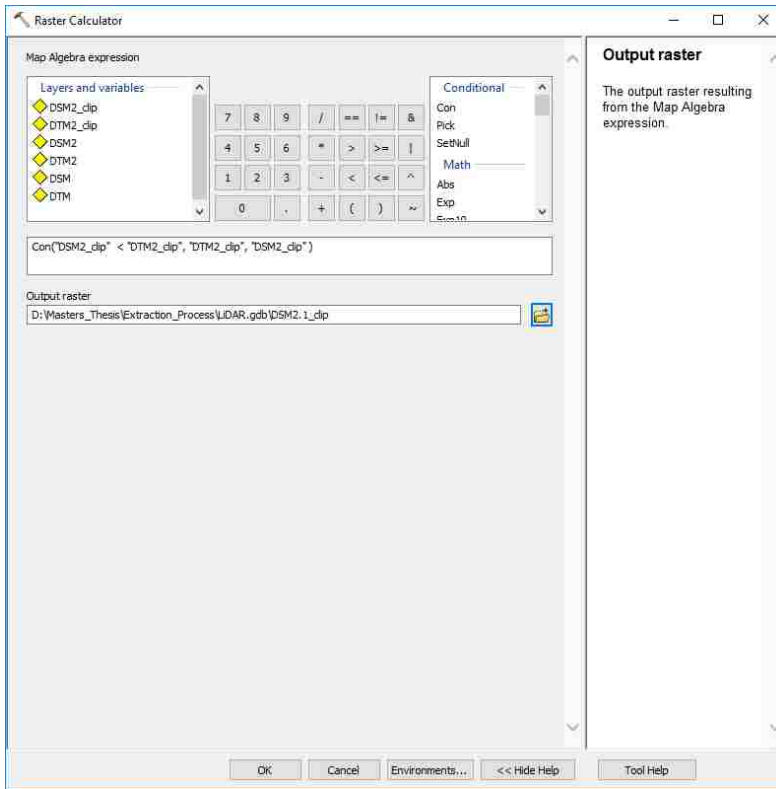 Raster Calculator
Map Algebra expression
Layers and variables
DSM2_clip
DTM2_clip
DSM2
DTM2
DSM
DTM
7 8 9 / == != &
4 5 6 * > >= |
1 2 3 - < <= ^
0 . + ( ) ~
Conditional
Con
Pick
SetNull
Math
Abs
Exp
Exp10
Con("DSM2_clip" < "DTM2_clip", "DTM2_clip", "DSM2_clip")
Output raster
D:\Masters_Thesis\Extraction_Process\LiDAR.gdb\DSM2.1_clip
OK Cancel Environments... << Hide Help Tool Help
Output raster
The output raster resulting
from the Map Algebra
expression.